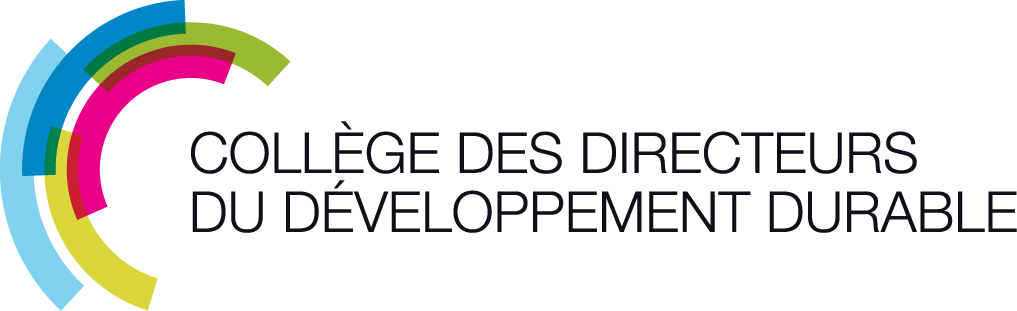 COLLÈGE DES DIRECTEURS
DU DÉVELOPPEMENT DURABLE